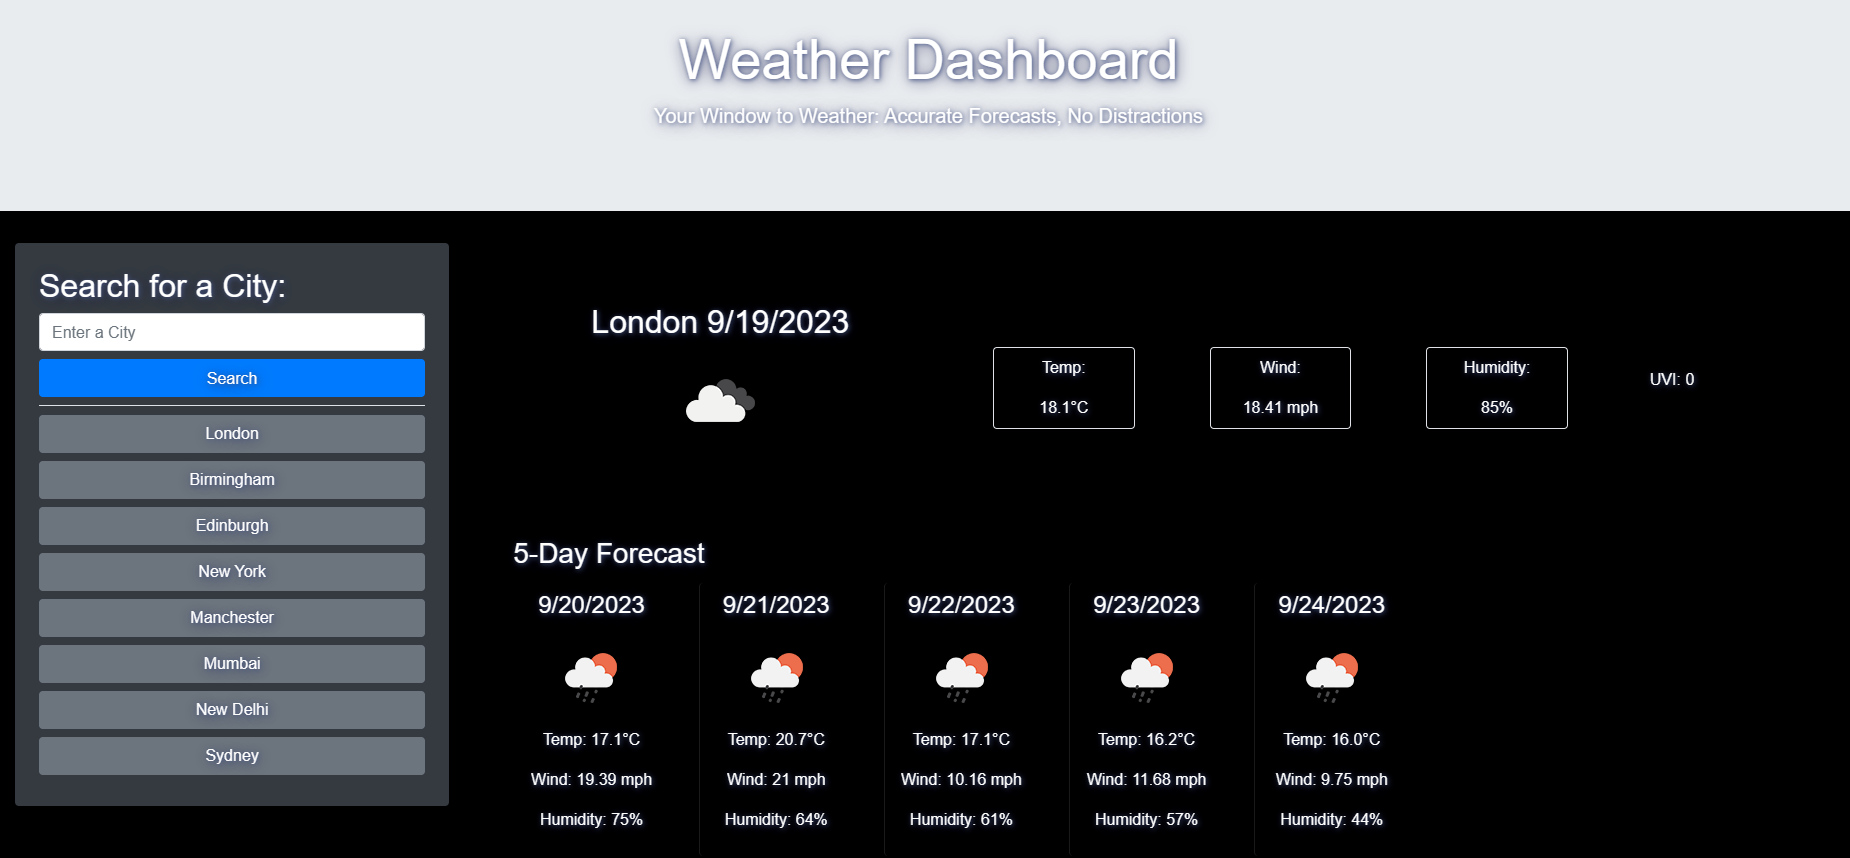 Weather Dashboard
Your Window to Weather: Accurate Forecasts, No Distractions
Search for a City:
Enter a City
Search
London
Birmingham
Edinburgh
New York
Manchester
Mumbai
New Delhi
Sydney
London 9/19/2023
Temp:
18.1°C
Wind:
18.41 mph
Humidity:
85%
UVI: 0
5-Day Forecast
9/20/2023
Temp: 17.1°C
Wind: 19.39 mph
Humidity: 75%
9/21/2023
Temp: 20.7°C
Wind: 21 mph
Humidity: 64%
9/22/2023
Temp: 17.1°C
Wind: 10.16 mph
Humidity: 61%
9/23/2023
Temp: 16.2°C
Wind: 11.68 mph
Humidity: 57%
9/24/2023
Temp: 16.0°C
Wind: 9.75 mph
Humidity: 44%